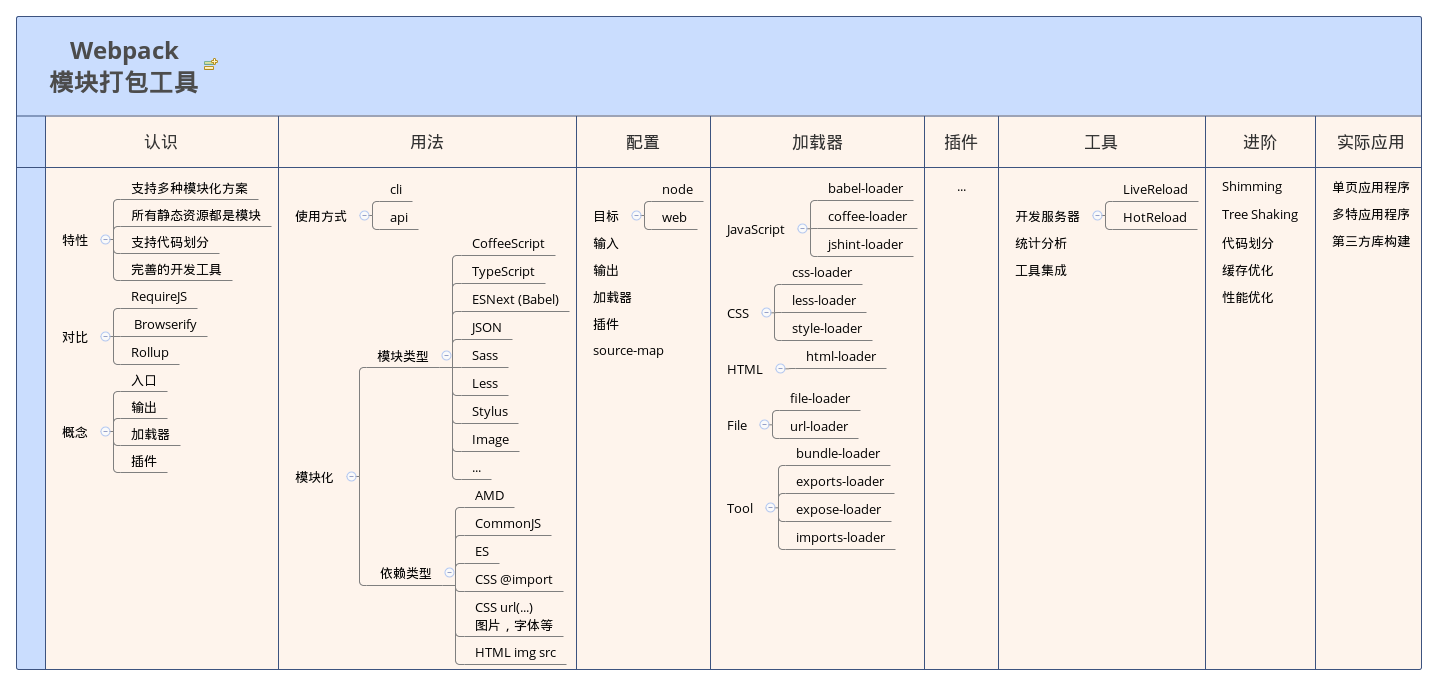 Webpack
模块打包工具
认识
用法
配置
加载器
插件
工具
进阶
实际应用
特性
支持多种模块化方案
所有静态资源都是模块
支持代码划分
完善的开发工具
对比
RequireJS
Browserify
Rollup
概念
入口
输出
加载器
插件
使用方式
cli
api
模块化
模块类型
CoffeeScript
TypeScript
ESNext (Babel)
JSON
Sass
Less
Stylus
Image
...
依赖类型
AMD
CommonJS
ES
CSS @import
CSS url(...)
图片，字体等
HTML img src
目标
node
web
输入
输出
加载器
插件
source-map
JavaScript
babel-loader
coffee-loader
jshint-loader
CSS
css-loader
less-loader
style-loader
HTML
html-loader
File
file-loader
url-loader
Tool
bundle-loader
exports-loader
expose-loader
imports-loader
...
开发服务器
LiveReload
HotReload
统计分析
工具集成
Shimming
Tree Shaking
代码划分
缓存优化
性能优化
单页应用程序
多特应用程序
第三方库构建